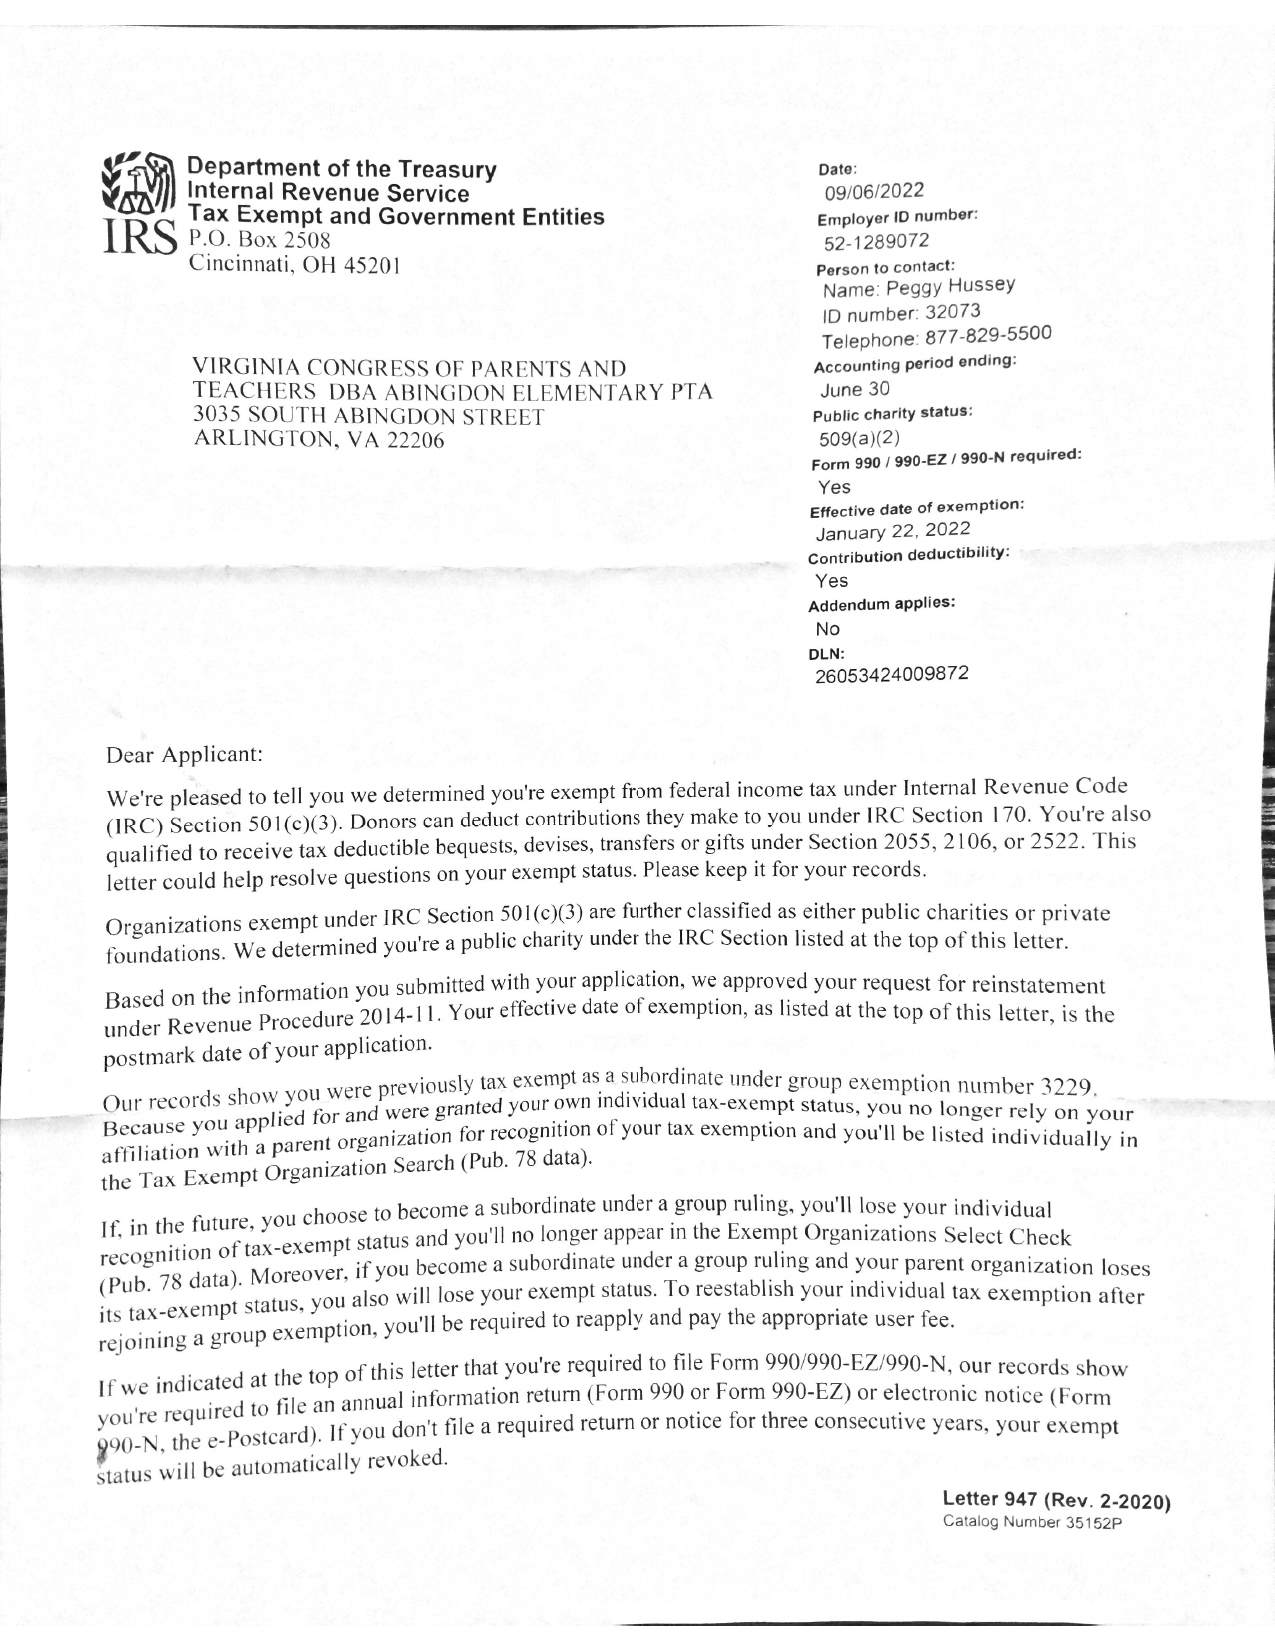 Department of the Treasury
Internal Revenue Service
Tax Exempt and Government Entities
IRS
P.O. Box 2508
Cincinnati, OH 45201
Date:
09/06/2022
Employer ID number:
52-1289072
Person to contact:
Name: Peggy Hussey
ID number: 32073
Telephone: 877-829-5500
Accounting period ending:
June 30
Public charity status:
509(a)(2)
Form 990 / 990-EZ / 990-N required:
Yes
Effective date of exemption:
January 22, 2022
Contribution deductibility:
Yes
Addendum applies:
No
DLN:
26053424009872
VIRGINIA CONGRESS OF PARENTS AND
TEACHERS DBA ABINGDON ELEMENTARY PTA
3035 SOUTH ABINGDON STREET
ARLINGTON, VA 22206
Dear Applicant:
We're pleased to tell you we determined you're exempt from federal income tax under Internal Revenue Code
(IRC) Section 501(c)(3). Donors can deduct contributions they make to you under IRC Section 170. You're also
qualified to receive tax deductible bequests, devises, transfers or gifts under Section 2055, 2106, or 2522. This
letter could help resolve questions on your exempt status. Please keep it for your records.
Organizations exempt under IRC Section 501(c)(3) are further classified as either public charities or private
foundations. We determined you're a public charity under the IRC Section listed at the top of this letter.
Based on the information you submitted with your application, we approved your request for reinstatement
under Revenue Procedure 2014-11. Your effective date of exemption, as listed at the top of this letter, is the
postmark date of your application.
Our records show you were previously tax exempt as a subordinate under group exemption number 3229.
Because you applied for and were granted your own individual tax-exempt status, you no longer rely on your
affiliation with a parent organization for recognition of your tax exemption and you'll be listed individually in
the Tax Exempt Organization Search (Pub. 78 data).
If, in the future, you choose to become a subordinate under a group ruling, you'll lose your individual
recognition of tax-exempt status and you'll no longer appear in the Exempt Organizations Select Check
(Pub. 78 data). Moreover, if you become a subordinate under a group ruling and your parent organization loses
its tax-exempt status, you also will lose your exempt status. To reestablish your individual tax exemption after
rejoining a group exemption, you'll be required to reapply and pay the appropriate user fee.
If we indicated at the top of this letter that you're required to file Form 990/990-EZ/990-N, our records show
you're required to file an annual information return (Form 990 or Form 990-EZ) or electronic notice (Form
990-N, the e-Postcard). If you don't file a required return or notice for three consecutive years, your exempt
status will be automatically revoked.
Letter 947 (Rev. 2-2020)
Catalog Number 35152P